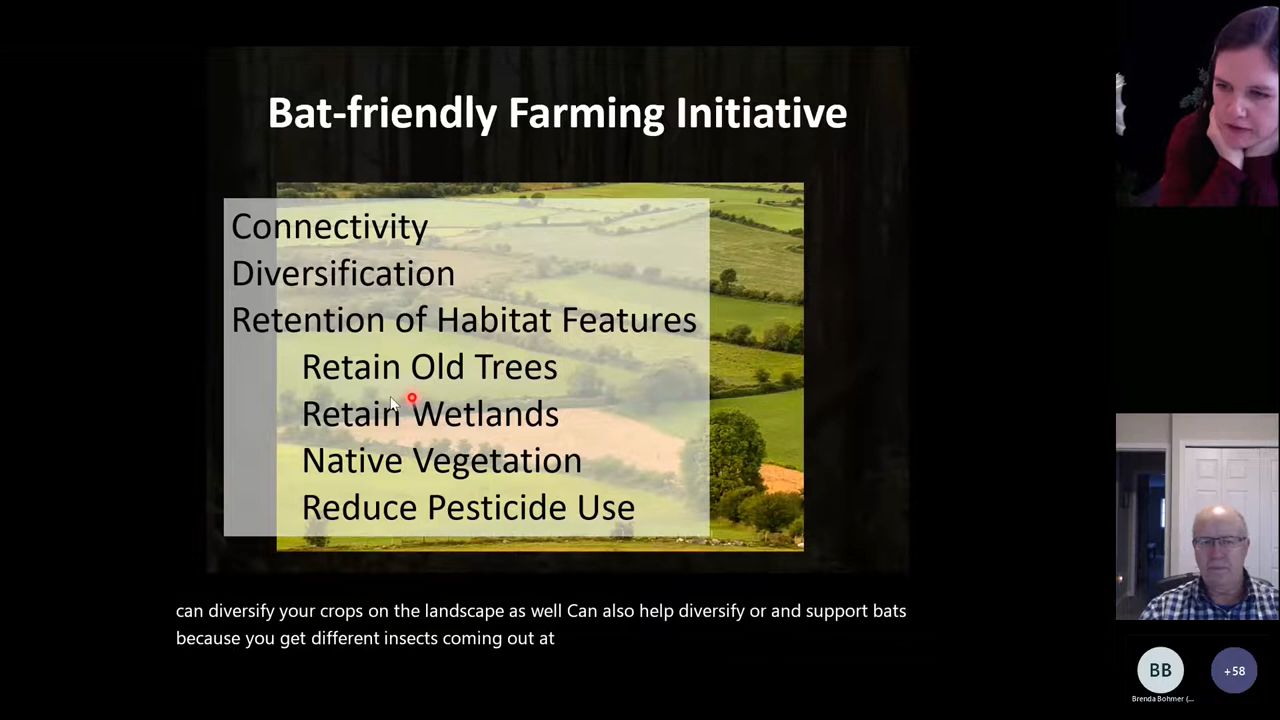 Bat-friendly Farming Initiative
Connectivity
Diversification
Retention of Habitat Features
Retain Old Trees
Retain Wetlands
Native Vegetation
Reduce Pesticide Use
can diversify your crops on the landscape as well Can also help diversify or and support bats
because you get different insects coming out at
BB
+58
Brenda Bohmer (...